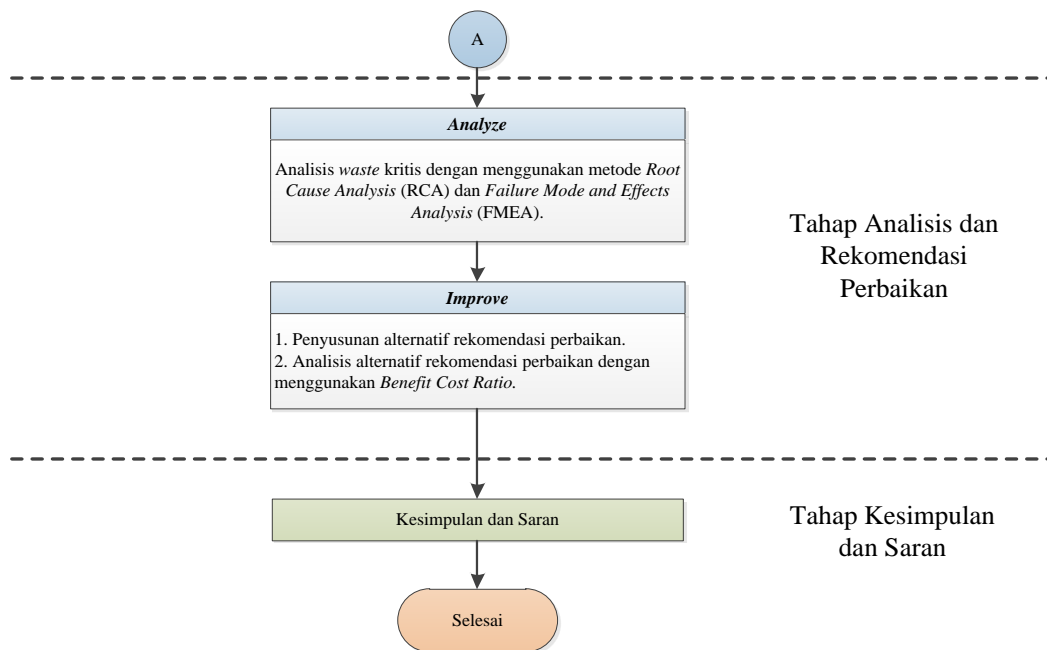 A
Analyze
Analisis waste kritis dengan menggunakan metode Root
Cause Analysis (RCA) dan Failure Mode and Effects
Analysis (FMEA).
Tahap Analisis dan
Rekomendasi
Perbaikan
Improve
1. Penyusunan alternatif rekomendasi perbaikan.
2. Analisis alternatif rekomendasi perbaikan dengan
menggunakan Benefit Cost Ratio.
Kesimpulan dan Saran
Tahap Kesimpulan
dan Saran
Selesai